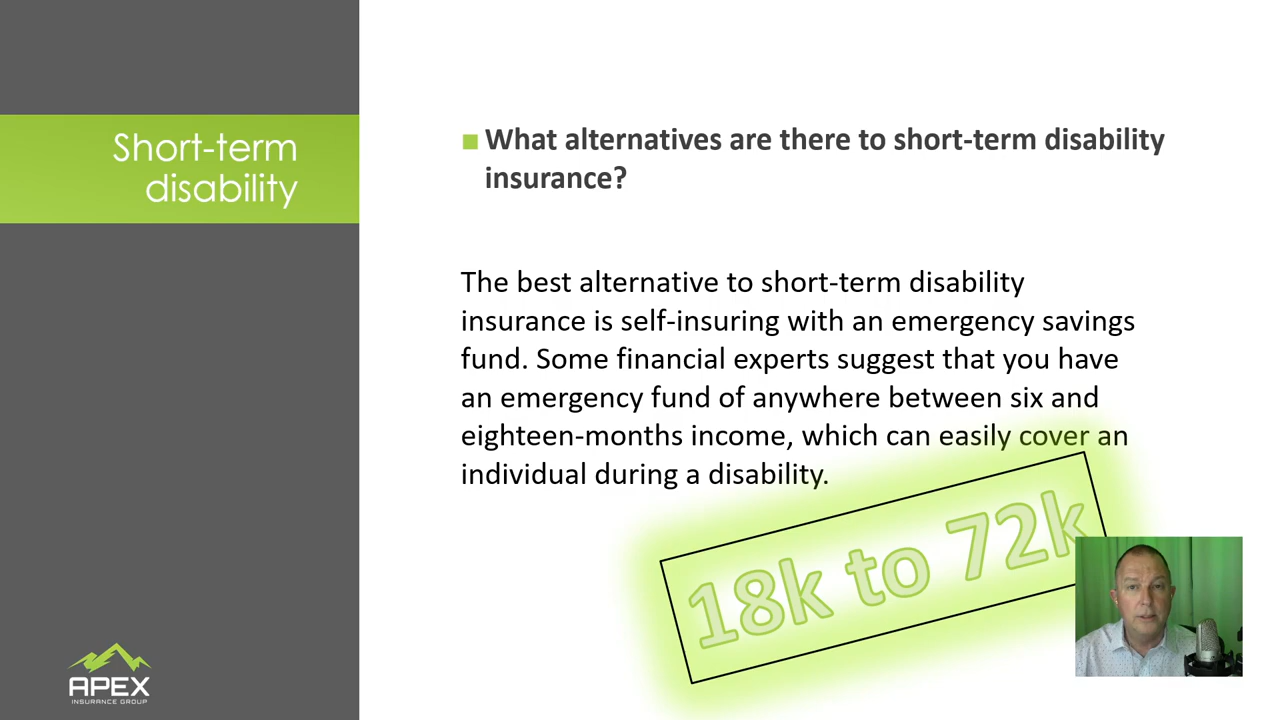 Short-term
disability
■ What alternatives are there to short-term disability
insurance?
The best alternative to short-term disability
insurance is self-insuring with an emergency savings
fund. Some financial experts suggest that you have
an emergency fund of anywhere between six and
eighteen-months income, which can easily cover an
individual during a disability.
18k to 72k
APEX
INSURANCE GROUP